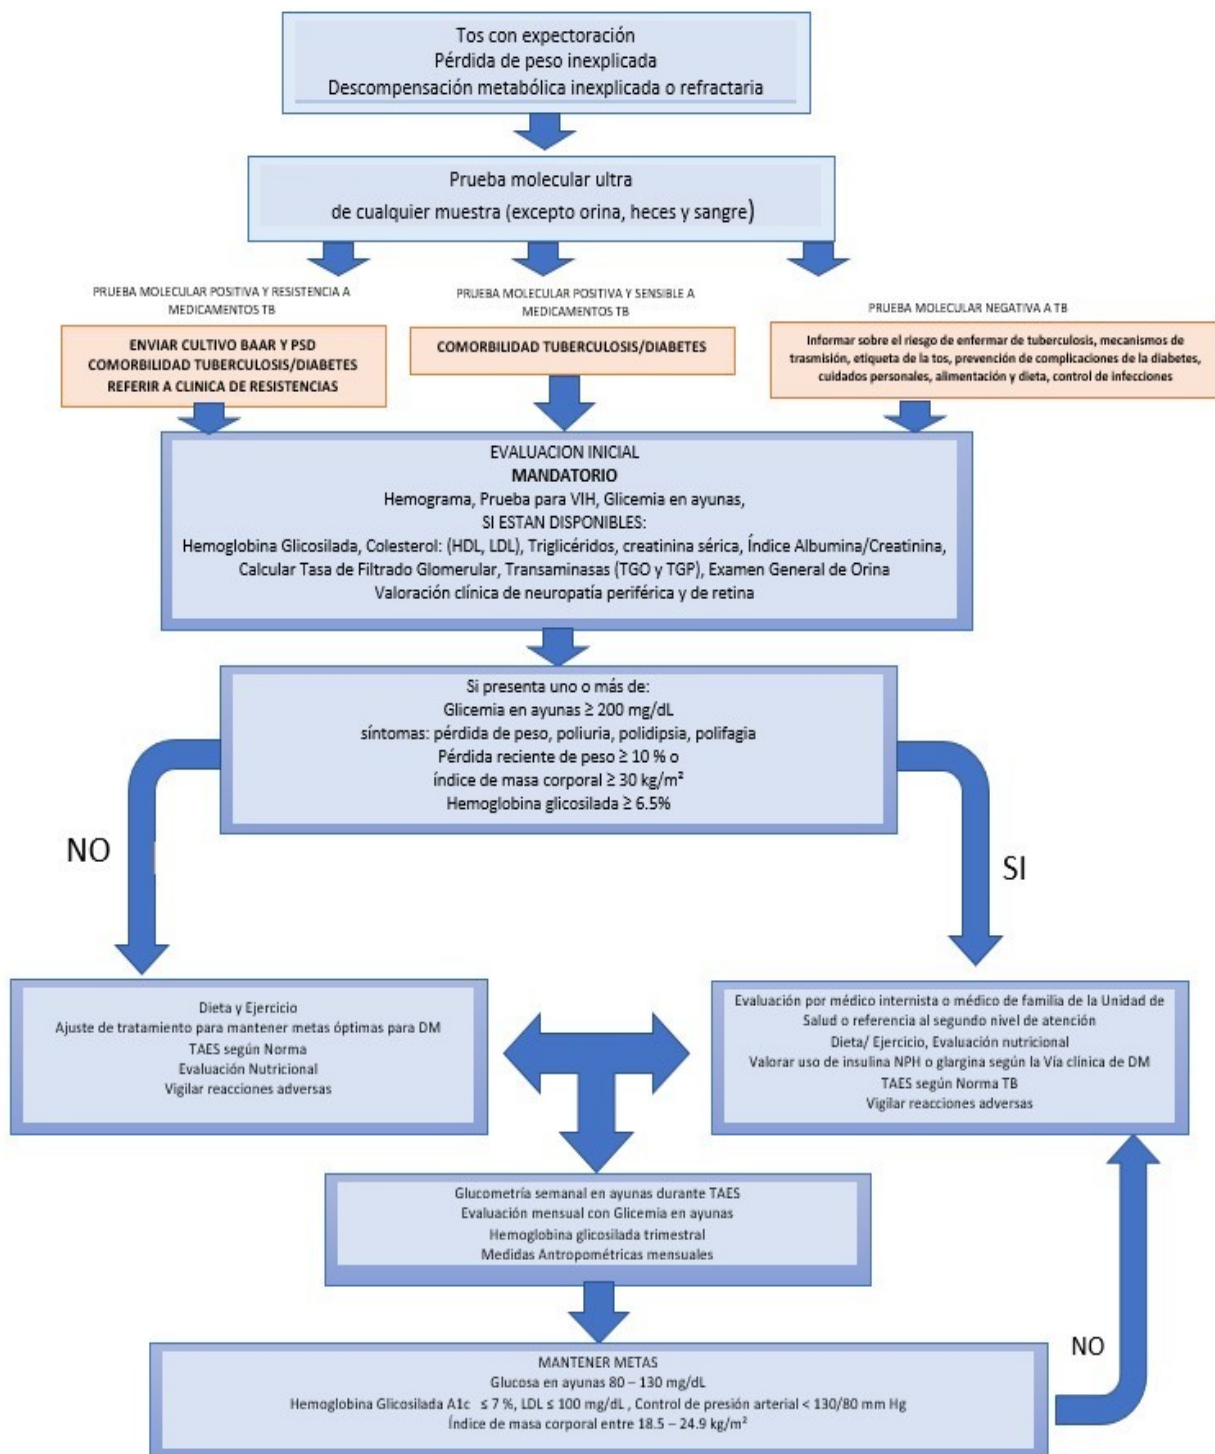 Tos con expectoración
Pérdida de peso inexplicada
Descompensación metabólica inexplicada o refractaria
Prueba molecular ultra
de cualquier muestra (excepto orina, heces y sangre)
PRUEBA MOLECULAR POSITIVA Y RESISTENCIA A
MEDICAMENTOS TB
ENVIAR CULTIVO BAAR Y PSD
COMORBILIDAD TUBERCULOSIS/DIABETES
REFERIR A CLINICA DE RESISTENCIAS
PRUEBA MOLECULAR POSITIVA Y SENSIBLE A
MEDICAMENTOS TB
COMORBILIDAD TUBERCULOSIS/DIABETES
PRUEBA MOLECULAR NEGATIVA A TB
Informar sobre el riesgo de enfermar de tuberculosis, mecanismos de
trasmisión, etiqueta de la tos, prevención de complicaciones de la diabetes,
cuidados personales, alimentación y dieta, control de infecciones
EVALUACION INICIAL
MANDATORIO
Hemograma, Prueba para VIH, Glicemia en ayunas,
SI ESTAN DISPONIBLES:
Hemoglobina Glicosilada, Colesterol: (HDL, LDL), Triglicéridos, creatinina sérica, Índice Albumina/Creatinina,
Calcular Tasa de Filtrado Glomerular, Transaminasas (TGO y TGP), Examen General de Orina
Valoración clínica de neuropatía periférica y de retina
Si presenta uno o más de:
Glicemia en ayunas ≥ 200 mg/dL
síntomas: pérdida de peso, poliuria, polidipsia, polifagia
Pérdida reciente de peso ≥ 10 % o
índice de masa corporal ≥ 30 kg/m²
Hemoglobina glicosilada ≥ 6.5%
NO
SI
Dieta y Ejercicio
Ajuste de tratamiento para mantener metas óptimas para DM
TAES según Norma
Evaluación Nutricional
Vigilar reacciones adversas
Evaluación por médico internista o médico de familia de la Unidad de
Salud o referencia al segundo nivel de atención
Dieta/ Ejercicio, Evaluación nutricional
Valorar uso de insulina NPH o glargina según la Vía clínica de DM
TAES según Norma TB
Vigilar reacciones adversas
Glucometría semanal en ayunas durante TAES
Evaluación mensual con Glicemia en ayunas
Hemoglobina glicosilada trimestral
Medidas Antropométricas mensuales
NO
MANTENER METAS
Glucosa en ayunas 80 – 130 mg/dL
Hemoglobina Glicosilada A1c ≤ 7 %, LDL ≤ 100 mg/dL , Control de presión arterial < 130/80 mm Hg
Índice de masa corporal entre 18.5 – 24.9 kg/m²